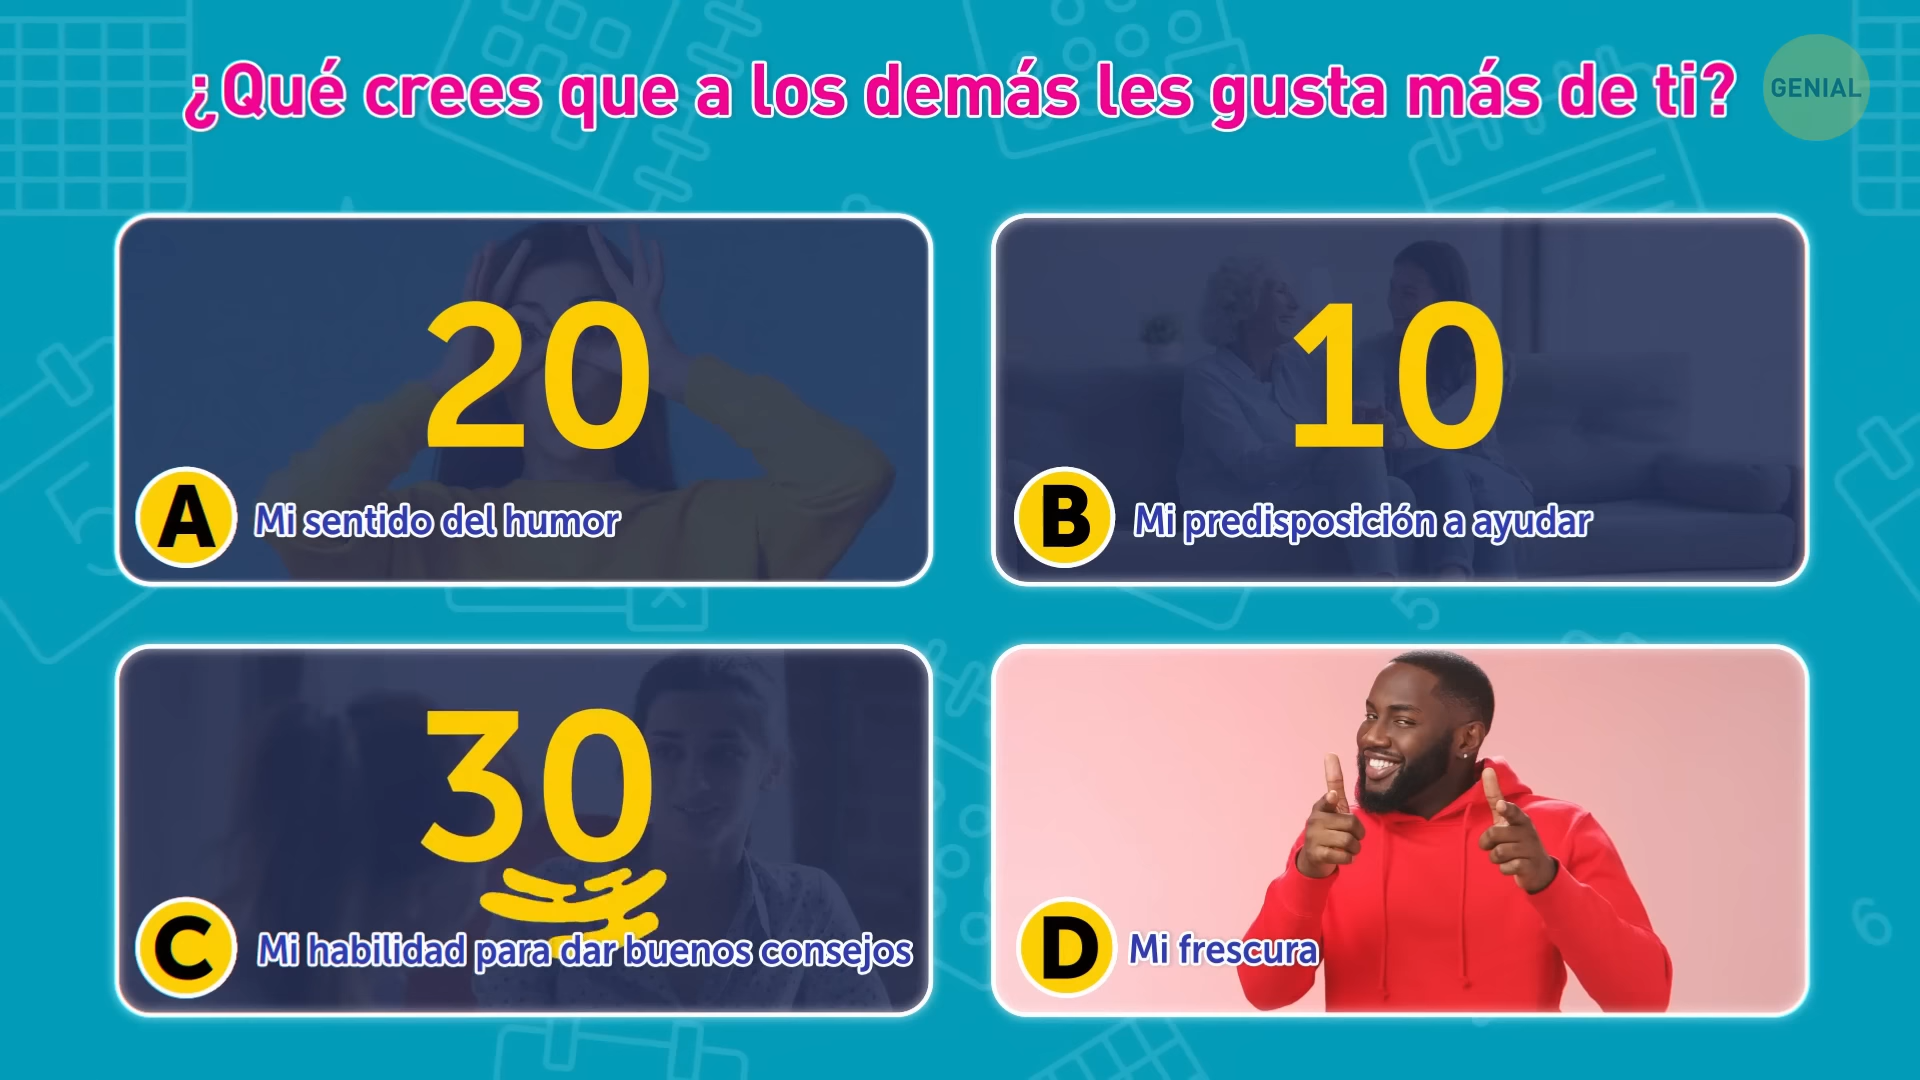 ¿Qué crees que a los demás les gusta más de ti?
GENIAL
20
A Mi sentido del humor
10
B Mi predisposición a ayudar
30
C Mi habilidad para dar buenos consejos
D Mi frescura